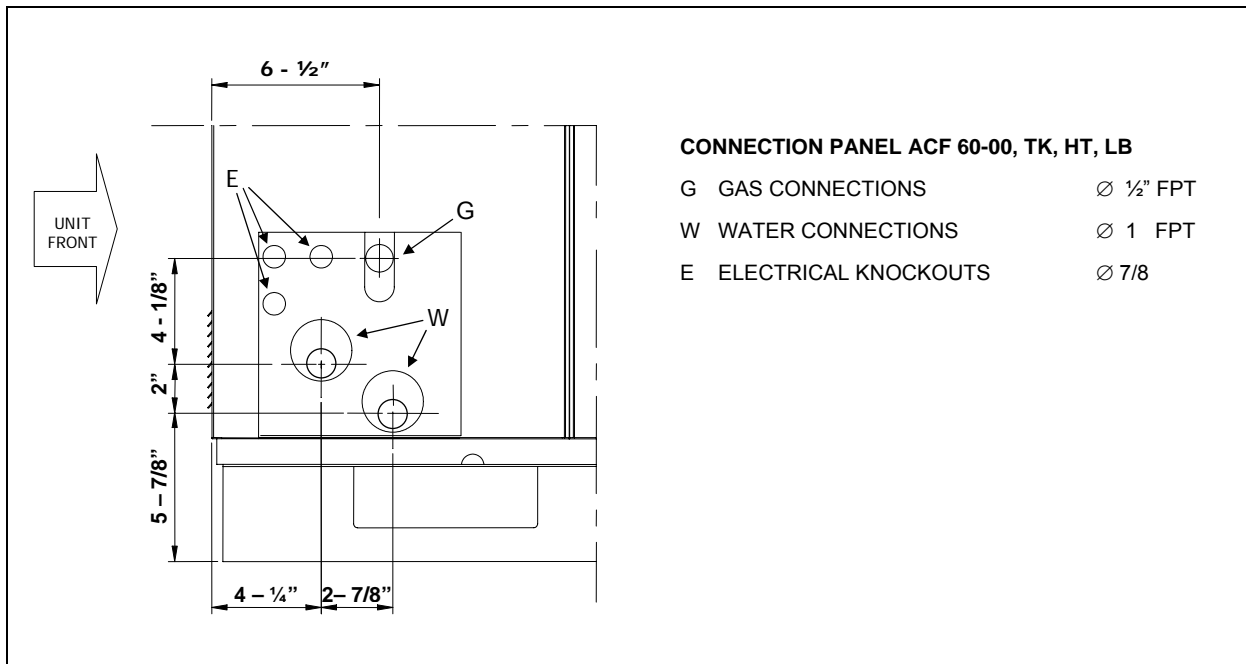 6 - ½"
UNIT
FRONT
E
G
W
4 - 1/8"
2"
5 – 7/8"
4 – ¼”
2– 7/8”
CONNECTION PANEL ACF 60-00, TK, HT, LB
G GAS CONNECTIONS ∅ ½” FPT
W WATER CONNECTIONS ∅ 1 FPT
E ELECTRICAL KNOCKOUTS ∅ 7/8